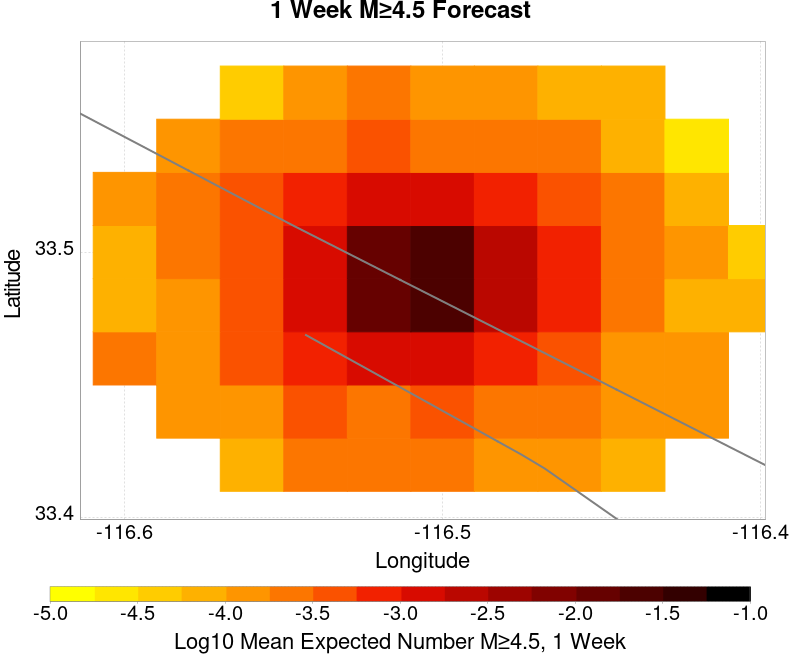 1 Week M≥4.5 Forecast
Latitude
33.5
33.4
-116.6 -116.5 -116.4
Longitude
-5.0 -4.5 -4.0 -3.5 -3.0 -2.5 -2.0 -1.5 -1.0
Log10 Mean Expected Number M≥4.5, 1 Week